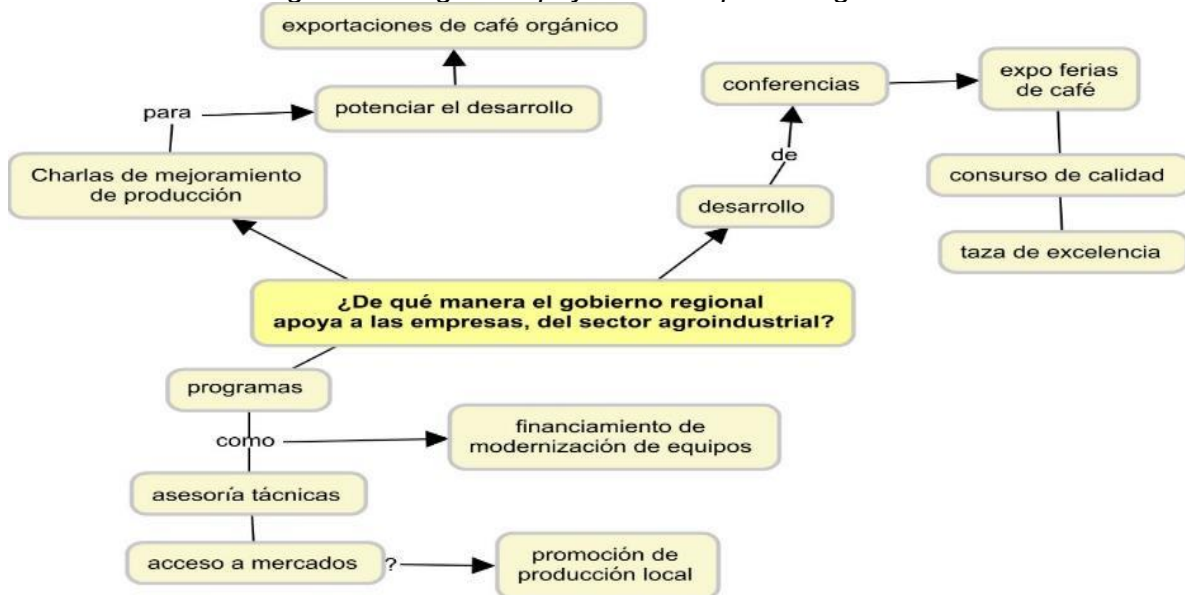 exportaciones de café orgánico
para
potenciar el desarrollo
Charlas de mejoramiento
de producción
conferencias
expo ferias
de café
de
desarrollo
consurso de calidad
taza de excelencia
¿De qué manera el gobierno regional
apoya a las empresas, del sector agroindustrial?
programas
como
financiamiento de
modernización de equipos
asesoría tácnicas
acceso a mercados
?
promoción de
producción local